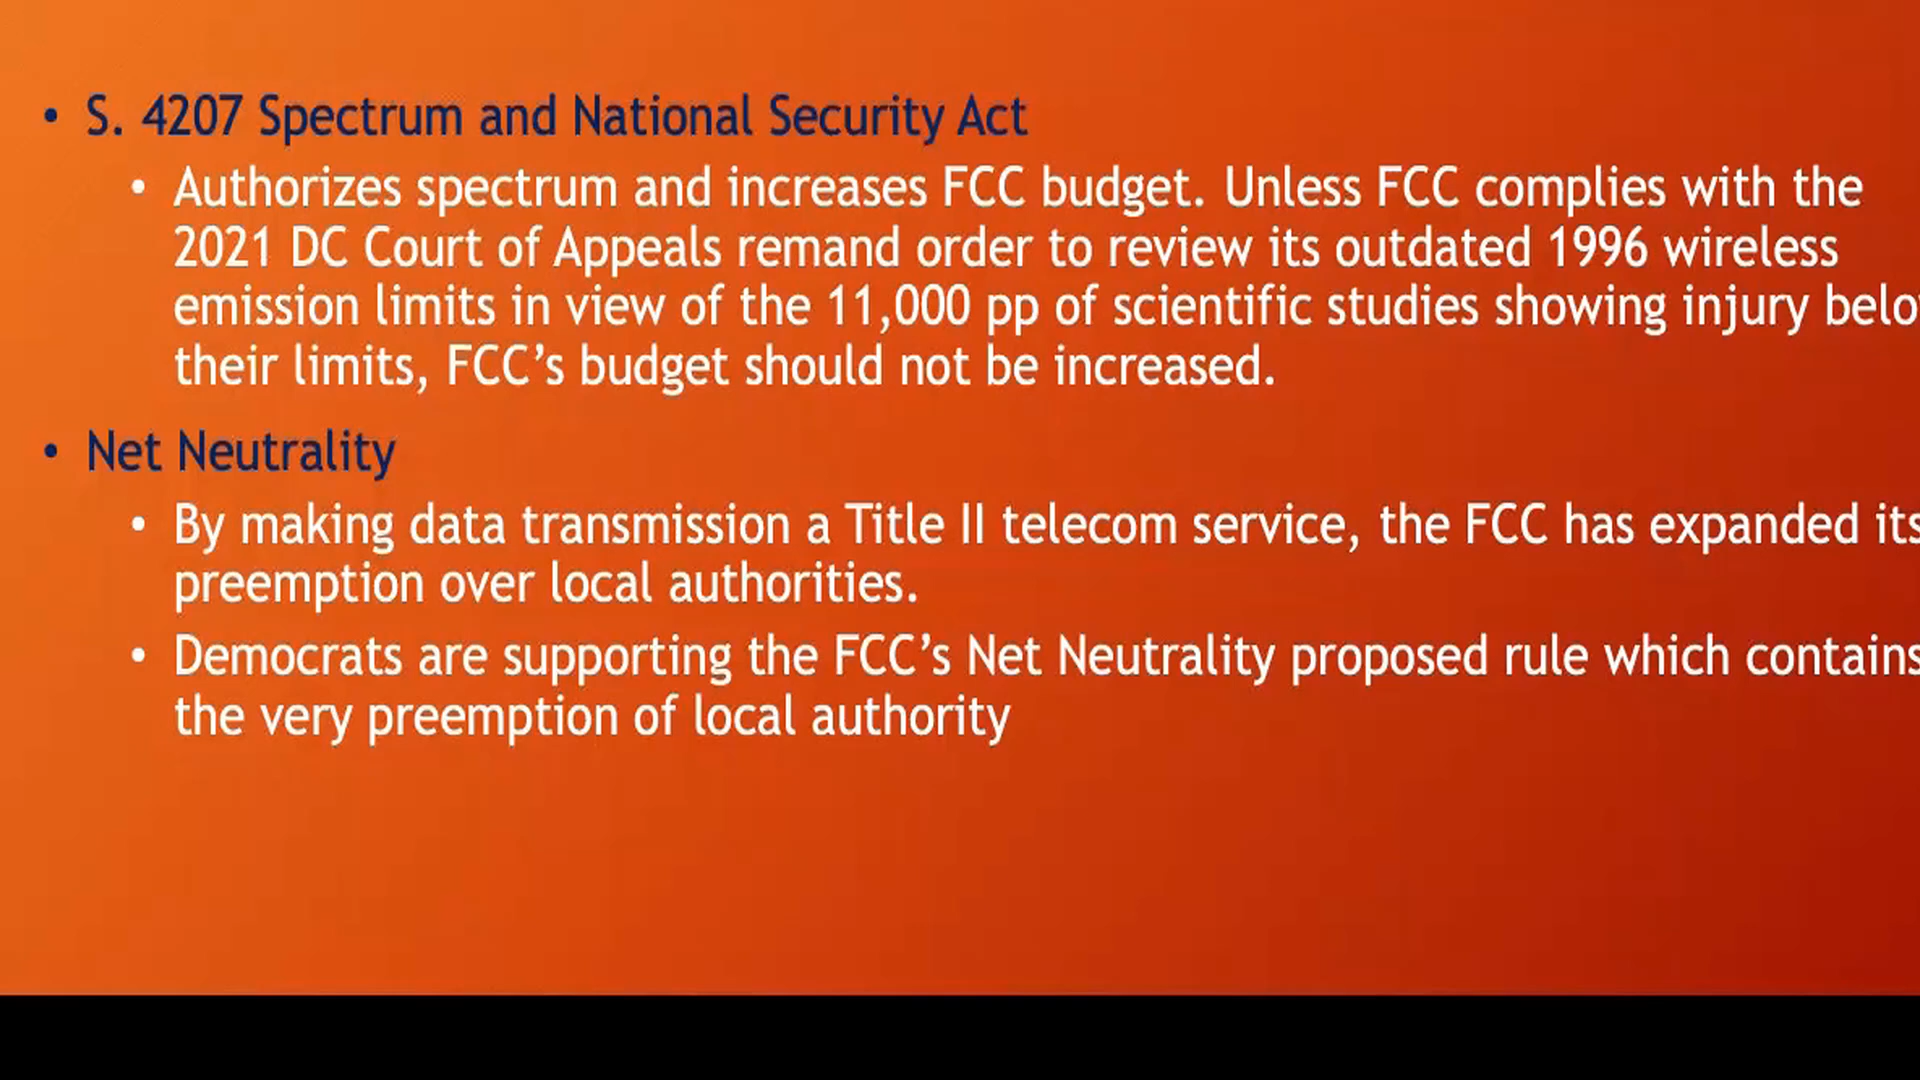 • S. 4207 Spectrum and National Security Act
• Authorizes spectrum and increases FCC budget. Unless FCC complies with the
2021 DC Court of Appeals remand order to review its outdated 1996 wireless
emission limits in view of the 11,000 pp of scientific studies showing injury belo
their limits, FCC’s budget should not be increased.
• Net Neutrality
• By making data transmission a Title II telecom service, the FCC has expanded its
preemption over local authorities.
• Democrats are supporting the FCC’s Net Neutrality proposed rule which contains
the very preemption of local authority